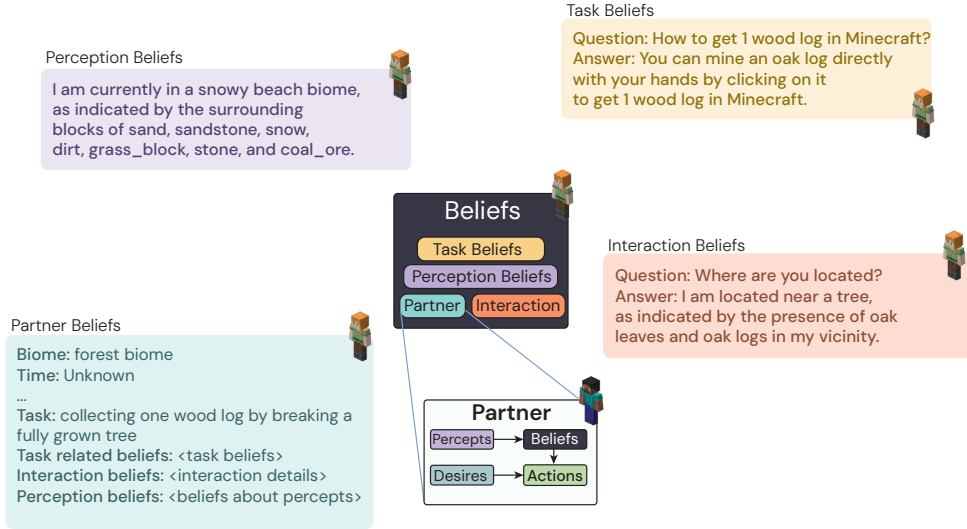 Task Beliefs
Question: How to get 1 wood log in Minecraft?
Answer: You can mine an oak log directly
with your hands by clicking on it
to get 1 wood log in Minecraft.
Perception Beliefs
I am currently in a snowy beach biome,
as indicated by the surrounding
blocks of sand, sandstone, snow,
dirt, grass_block, stone, and coal_ore.
Beliefs
Task Beliefs
Perception Beliefs
Partner
Interaction
Interaction Beliefs
Question: Where are you located?
Answer: I am located near a tree,
as indicated by the presence of oak
leaves and oak logs in my vicinity.
Partner Beliefs
Biome: forest biome
Time: Unknown
...
Task: collecting one wood log by breaking a
fully grown tree
Task related beliefs: <task beliefs>
Interaction beliefs: <interaction details>
Perception beliefs: <beliefs about percepts>
Partner
Percepts
Beliefs
Desires
Actions